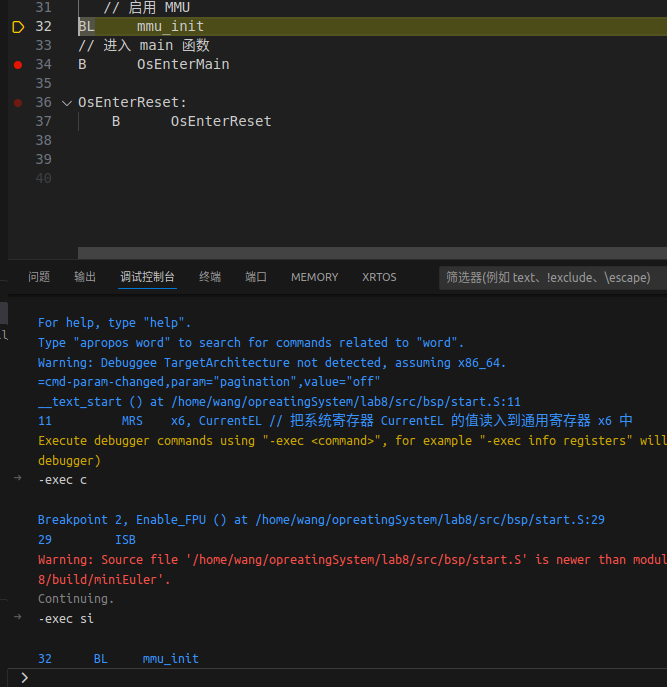 31 // 启用 MMU
32 BL mmu_init
33 // 进入 main 函数
34 B OsEnterMain
35
36 OsEnterReset:
37 B OsEnterReset
38
39
40
问题 输出 调试控制台 终端 端口 MEMORY XRTOS 筛选器(例如 text、!exclude、\escape)
For help, type "help".
Type "apropos word" to search for commands related to "word".
Warning: Debuggee TargetArchitecture not detected, assuming x86_64.
=cmd-param-changed,param="pagination",value="off"
__text_start () at /home/wang/opreatingSystem/lab8/src/bsp/start.S:11
11 MRS x6, CurrentEL // 把系统寄存器 CurrentEL 的值读入到通用寄存器 x6 中
Execute debugger commands using "-exec <command>", for example "-exec info registers" will
debugger)
-exec c
Breakpoint 2, Enable_FPU () at /home/wang/opreatingSystem/lab8/src/bsp/start.S:29
29 ISB
Warning: Source file '/home/wang/opreatingSystem/lab8/src/bsp/start.S' is newer than modul
8/build/miniEuler'.
Continuing.
-exec si
32 BL mmu_init